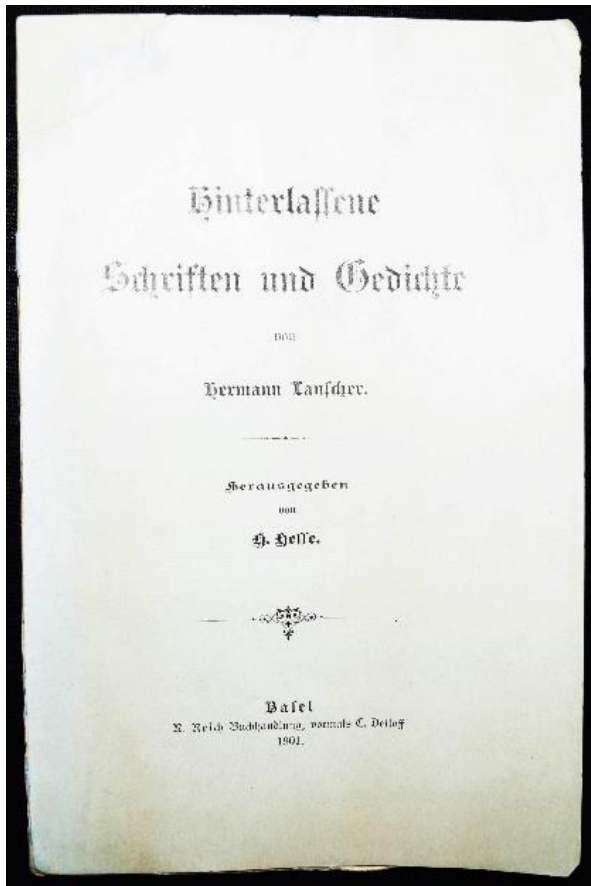 Hinterlassene
Schriften und Gedichte
von
Hermann Lauscher.
Herausgegeben
von
H. Hesse.
Basel
R. Reich Buchhandlung, vormals C. Detloff
1901.